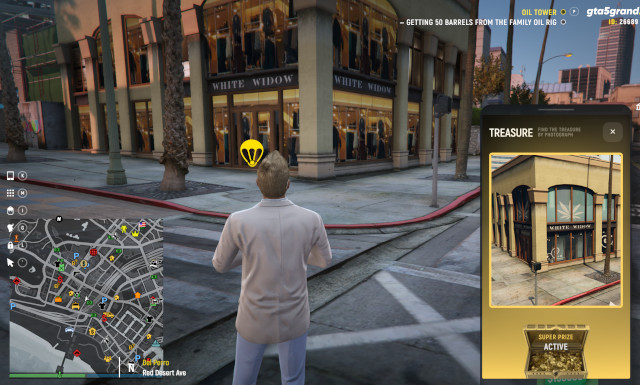 OIL TOWER F
– GETTING 50 BARRELS FROM THE FAMILY OIL RIG
gta5grand
ID: 26689
WHITE WIDOW
WHITE WIDOW
TREASURE
FIND THE TREASURE
BY PHOTOGRAPH
×
WHITE WIDOW
K
M
I
G
L
N
N
Del Perro
Red Desert Ave
SUPER PRIZE
ACTIVE